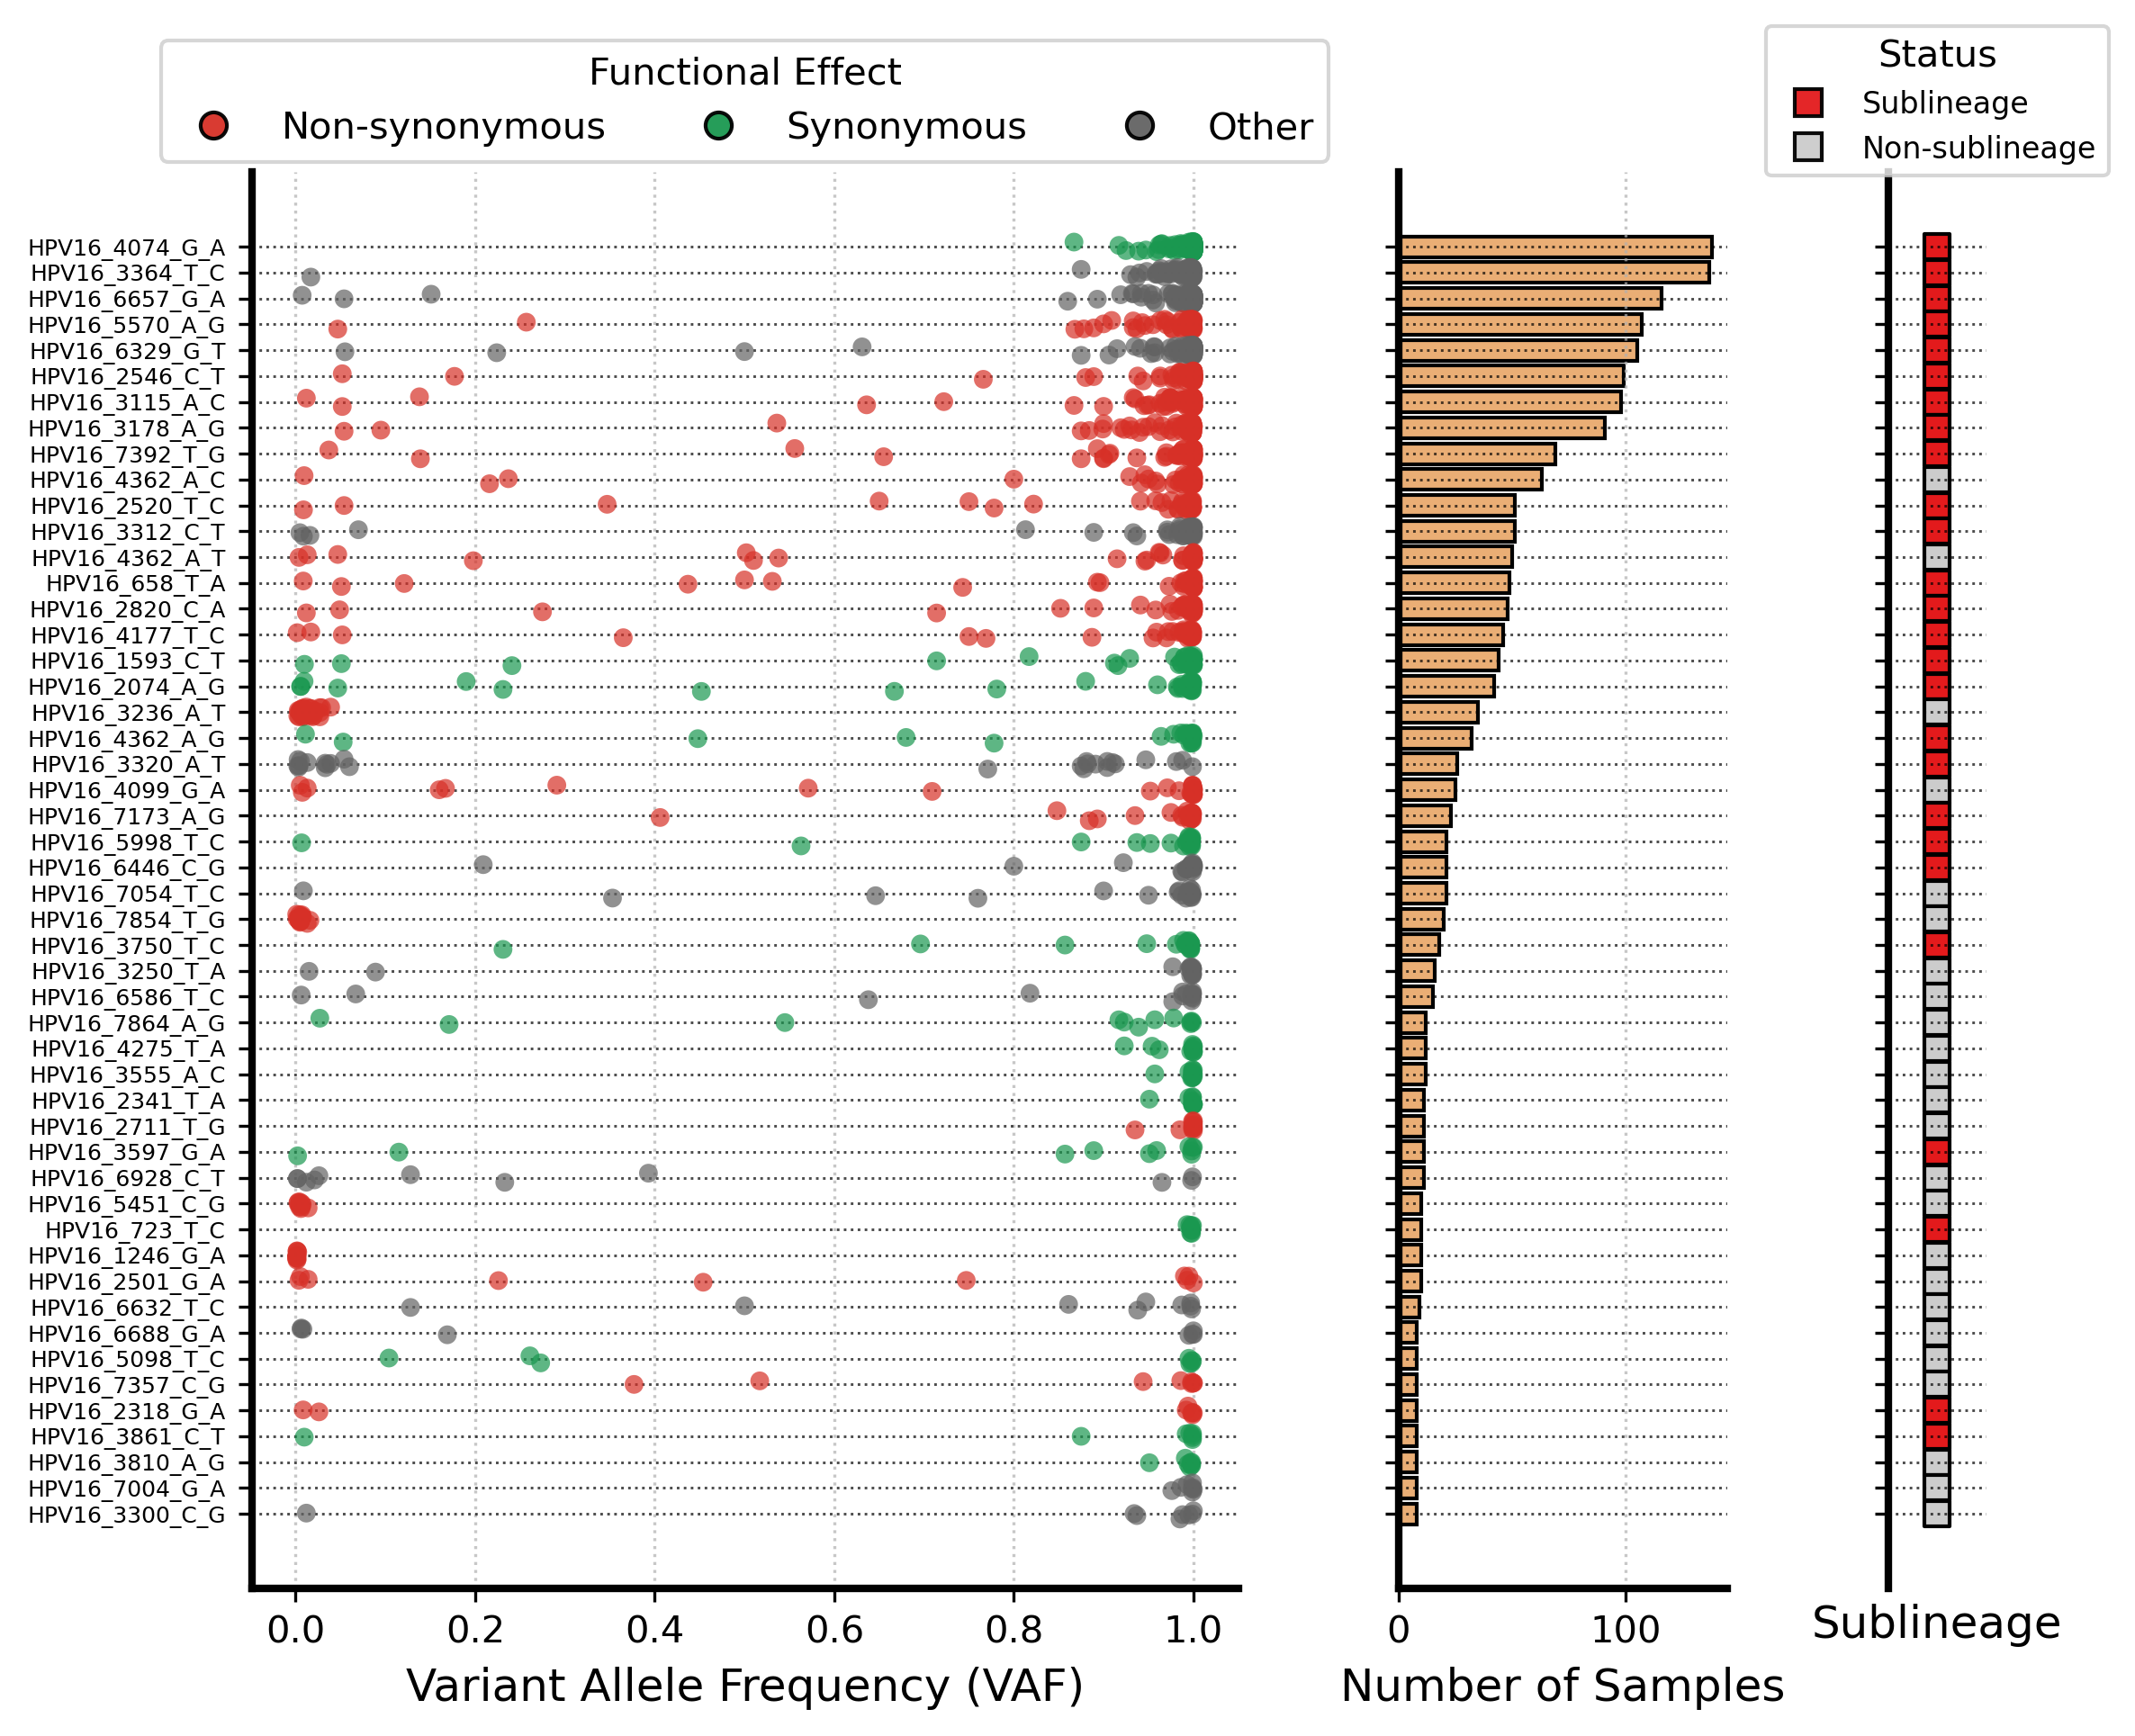 Functional Effect
Non-synonymous Synonymous Other
Status
Sublineage
Non-sublineage
HPV16_4074_G_A
HPV16_3364_T_C
HPV16_6657_G_A
HPV16_5570_A_G
HPV16_6329_G_T
HPV16_2546_C_T
HPV16_3115_A_C
HPV16_3178_A_G
HPV16_7392_T_G
HPV16_4362_A_C
HPV16_2520_T_C
HPV16_3312_C_T
HPV16_4362_A_T
HPV16_658_T_A
HPV16_2820_C_A
HPV16_4177_T_C
HPV16_1593_C_T
HPV16_2074_A_G
HPV16_3236_A_T
HPV16_4362_A_G
HPV16_3320_A_T
HPV16_4099_G_A
HPV16_7173_A_G
HPV16_5998_T_C
HPV16_6446_C_G
HPV16_7054_T_C
HPV16_7854_T_G
HPV16_3750_T_C
HPV16_3250_T_A
HPV16_6586_T_C
HPV16_7864_A_G
HPV16_4275_T_A
HPV16_3555_A_C
HPV16_2341_T_A
HPV16_2711_T_G
HPV16_3597_G_A
HPV16_6928_C_T
HPV16_5451_C_G
HPV16_723_T_C
HPV16_1246_G_A
HPV16_2501_G_A
HPV16_6632_T_C
HPV16_6688_G_A
HPV16_5098_T_C
HPV16_7357_C_G
HPV16_2318_G_A
HPV16_3861_C_T
HPV16_3810_A_G
HPV16_7004_G_A
HPV16_3300_C_G
0.0 0.2 0.4 0.6 0.8 1.0
Variant Allele Frequency (VAF)
0 100
Number of Samples
Sublineage